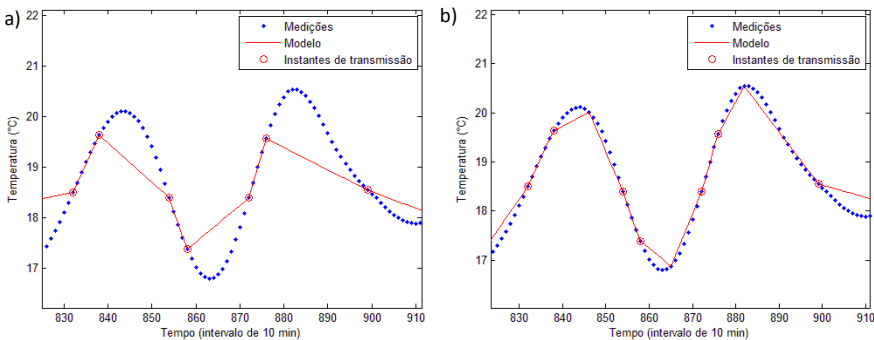 a)
22
21
20
19
18
17
Temperatura (°C)
Medições
Modelo
Instantes de transmissão
830 840 850 860 870 880 890 900 910
Tempo (intervalo de 10 min)
b)
22
21
20
19
18
17
Temperatura (°C)
Medições
Modelo
Instantes de transmissão
830 840 850 860 870 880 890 900 910
Tempo (intervalo de 10 min)